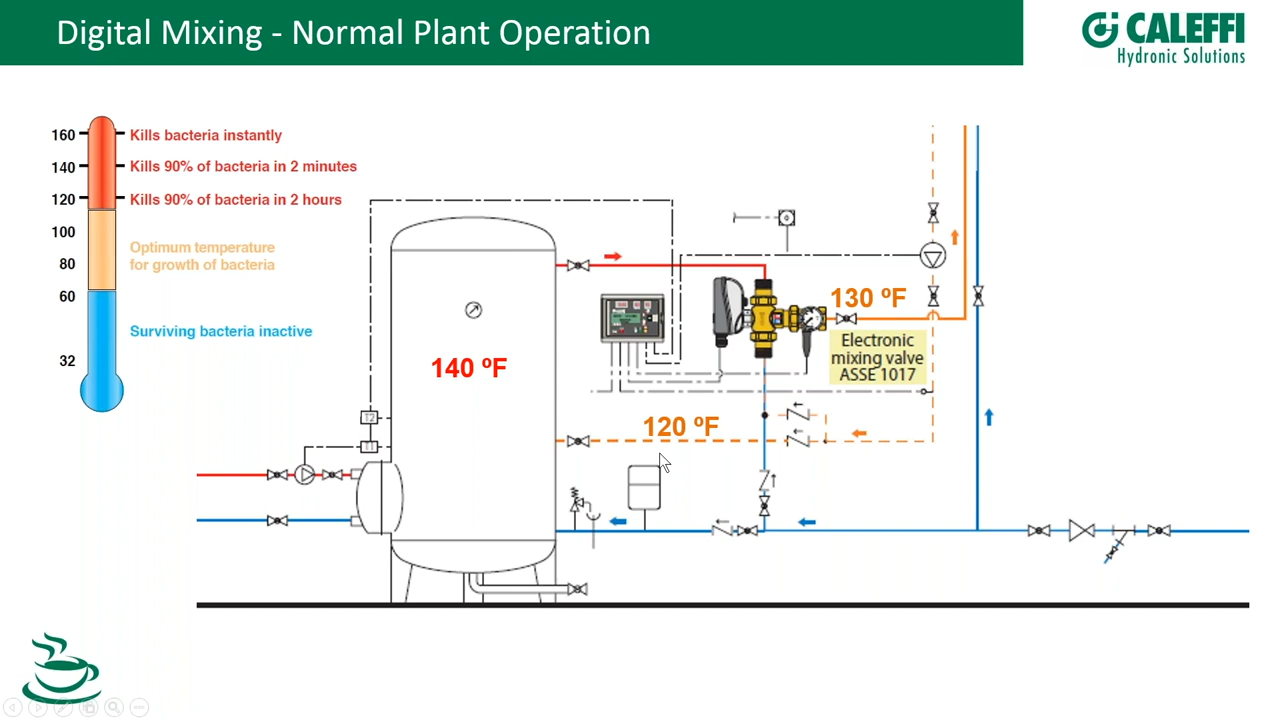 Digital Mixing - Normal Plant Operation
CALEFFI
Hydronic Solutions
160 Kills bacteria instantly
140 Kills 90% of bacteria in 2 minutes
120 Kills 90% of bacteria in 2 hours
100
Optimum temperature
80 for growth of bacteria
60
Surviving bacteria inactive
32
140 ºF
130 ºF
Electronic
mixing valve
ASSE 1017
120 ºF
T2
T1